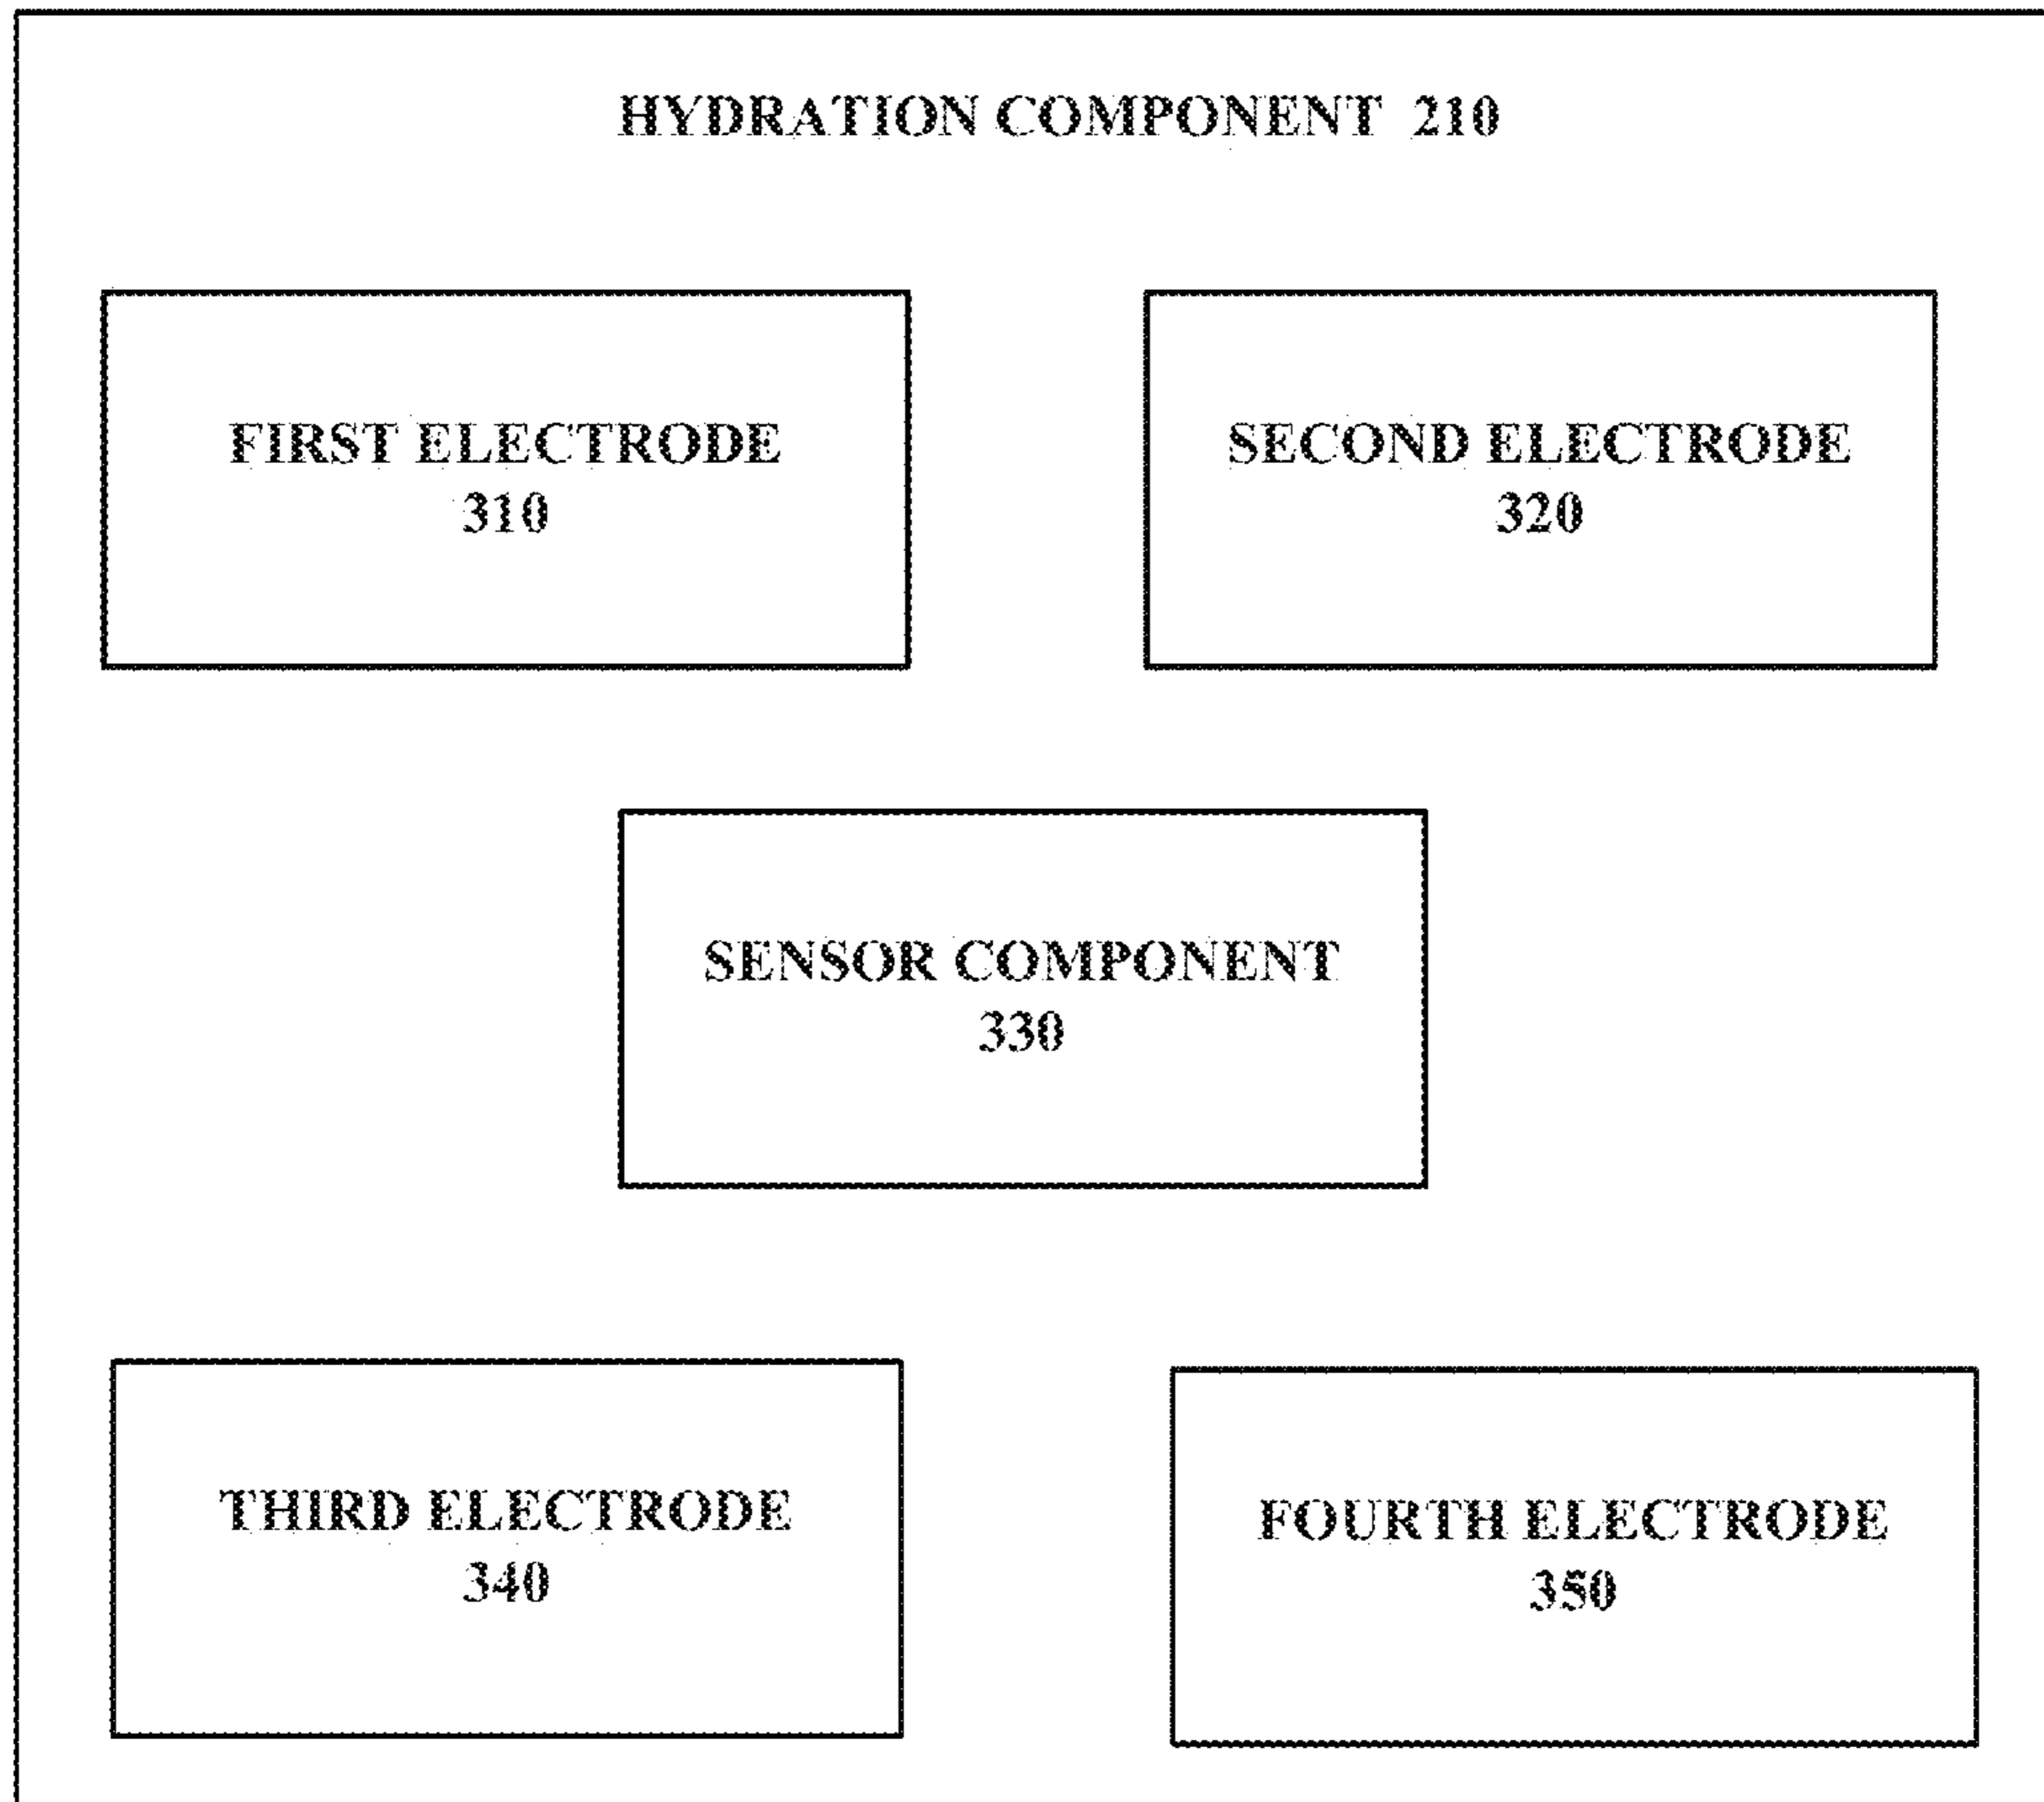 HYDRATION COMPONENT 210
FIRST ELECTRODE
310
SECOND ELECTRODE
320
SENSOR COMPONENT
330
THIRD ELECTRODE
340
FOURTH ELECTRODE
350